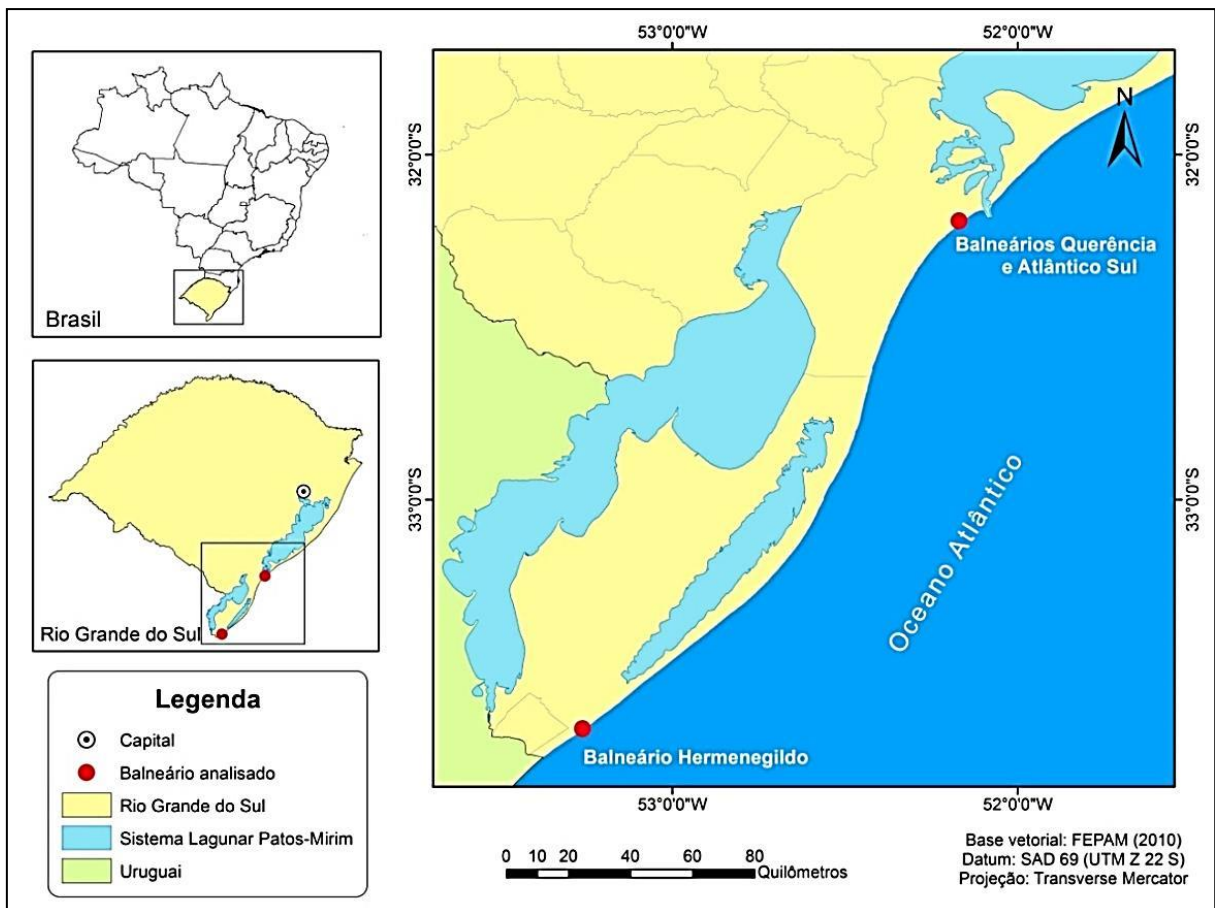 Brasil
Rio Grande do Sul
Legenda
Capital
Balneário analisado
Rio Grande do Sul
Sistema Lagunar Patos-Mirim
Uruguai
53°0'0"W
52°0'0"W
N
32°0'0"S
32°0'0"S
Balneários Querência
e Atlântico Sul
33°0'0"S
33°0'0"S
Oceano Atlântico
Balneário Hermenegildo
53°0'0"W
52°0'0"W
0 10 20 40 60 80
Quilômetros
Base vetorial: FEPAM (2010)
Datum: SAD 69 (UTM Z 22 S)
Projeção: Transverse Mercator